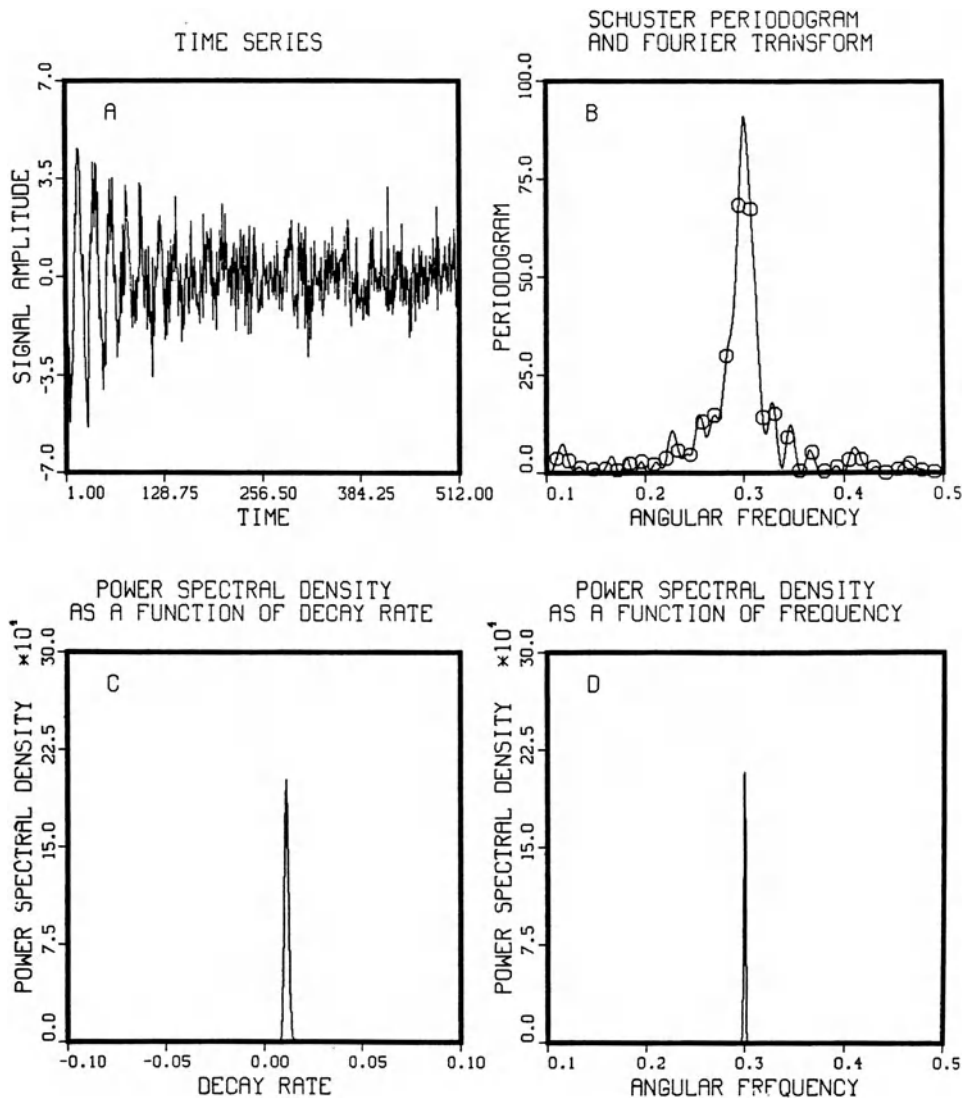 TIME SERIES
SCHUSTER PERIODOGRAM
AND FOURIER TRANSFORM
A
SIGNAL AMPLITUDE
7.0
3.5
0.0
-3.5
-7.0
1.00 128.75 256.50 384.25 512.00
TIME
B
PERIODOGRAM
100.0
75.0
50.0
25.0
0.0
0.1 0.2 0.3 0.4 0.5
ANGULAR FREQUENCY
POWER SPECTRAL DENSITY
AS A FUNCTION OF DECAY RATE
POWER SPECTRAL DENSITY
AS A FUNCTION OF FREQUENCY
C
POWER SPECTRAL DENSITY ×10⁴
30.0
22.5
15.0
7.5
0.0
-0.10 -0.05 0.00 0.05 0.10
DECAY RATE
D
POWER SPECTRAL DENSITY ×10⁴
30.0
22.5
15.0
7.5
0.0
0.1 0.2 0.3 0.4 0.5
ANGULAR FREQUENCY